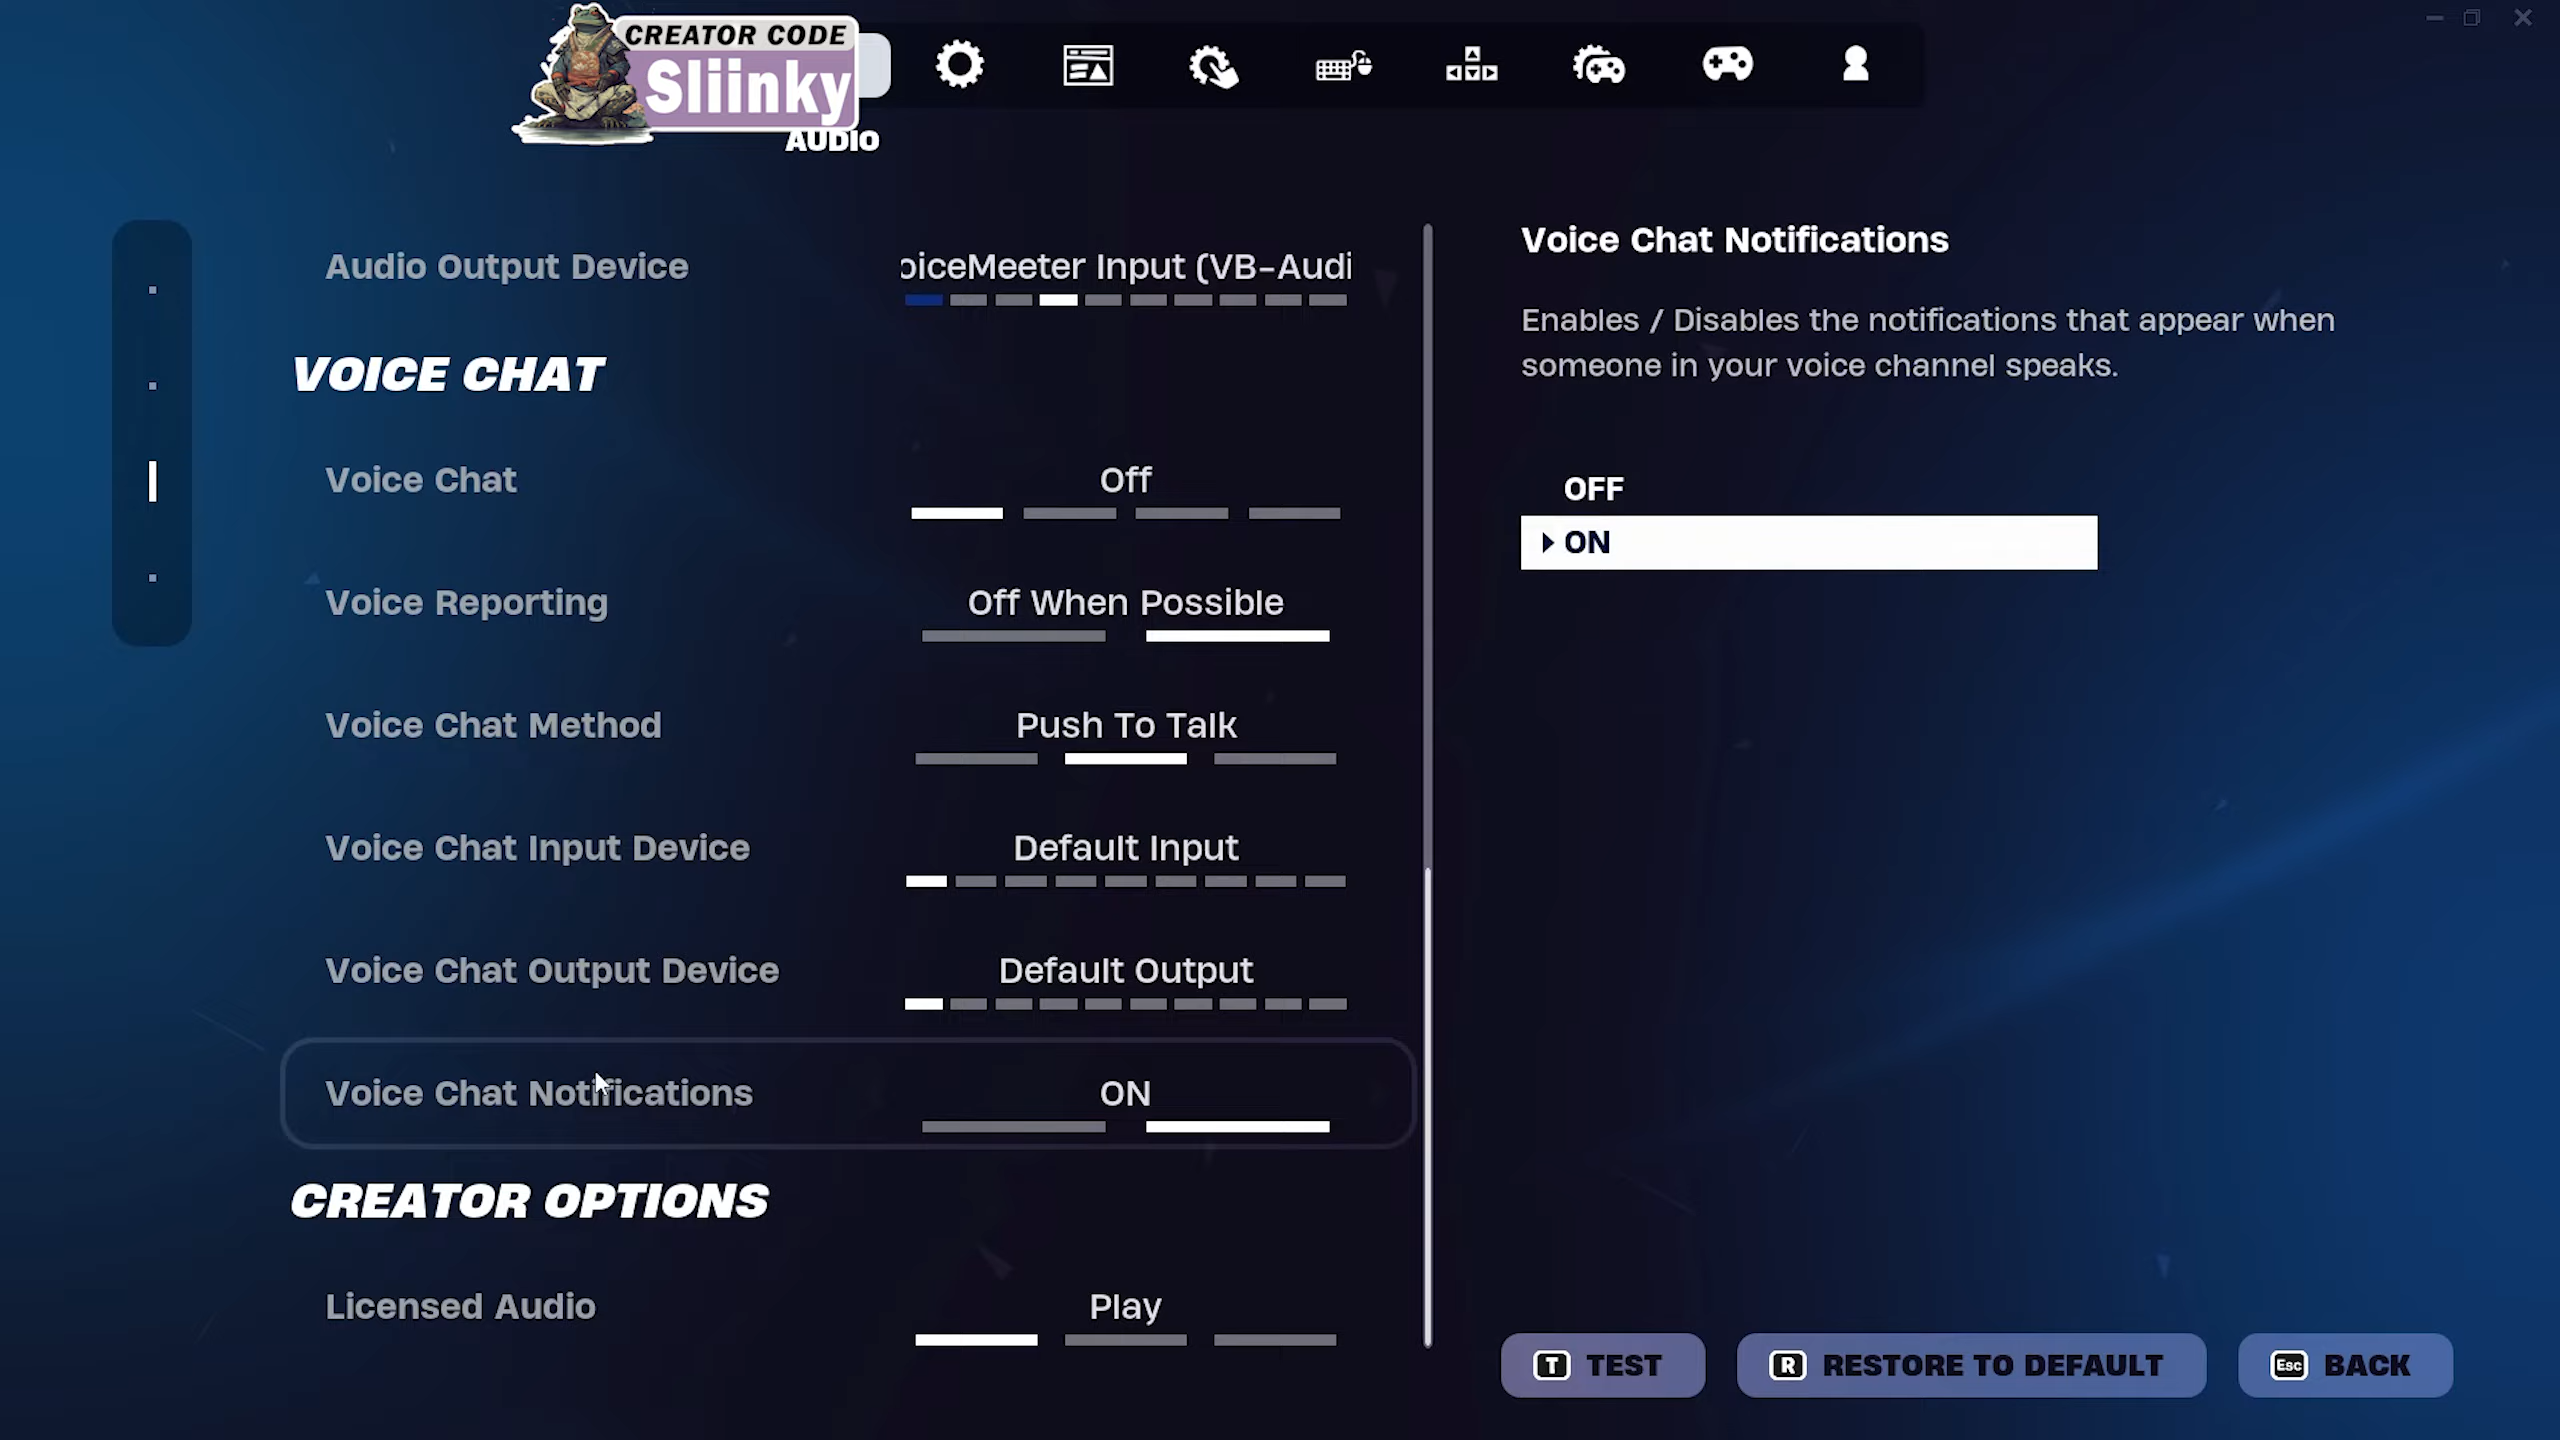 CREATOR CODE
Sliinky
AUDIO
Audio Output Device
oiceMeeter Input (VB-Audi
VOICE CHAT
Voice Chat
Off
Voice Reporting
Off When Possible
Voice Chat Method
Push To Talk
Voice Chat Input Device
Default Input
Voice Chat Output Device
Default Output
Voice Chat Notifications
ON
CREATOR OPTIONS
Licensed Audio
Play
Voice Chat Notifications
Enables / Disables the notifications that appear when
someone in your voice channel speaks.
OFF
ON
T TEST
R RESTORE TO DEFAULT
Esc BACK